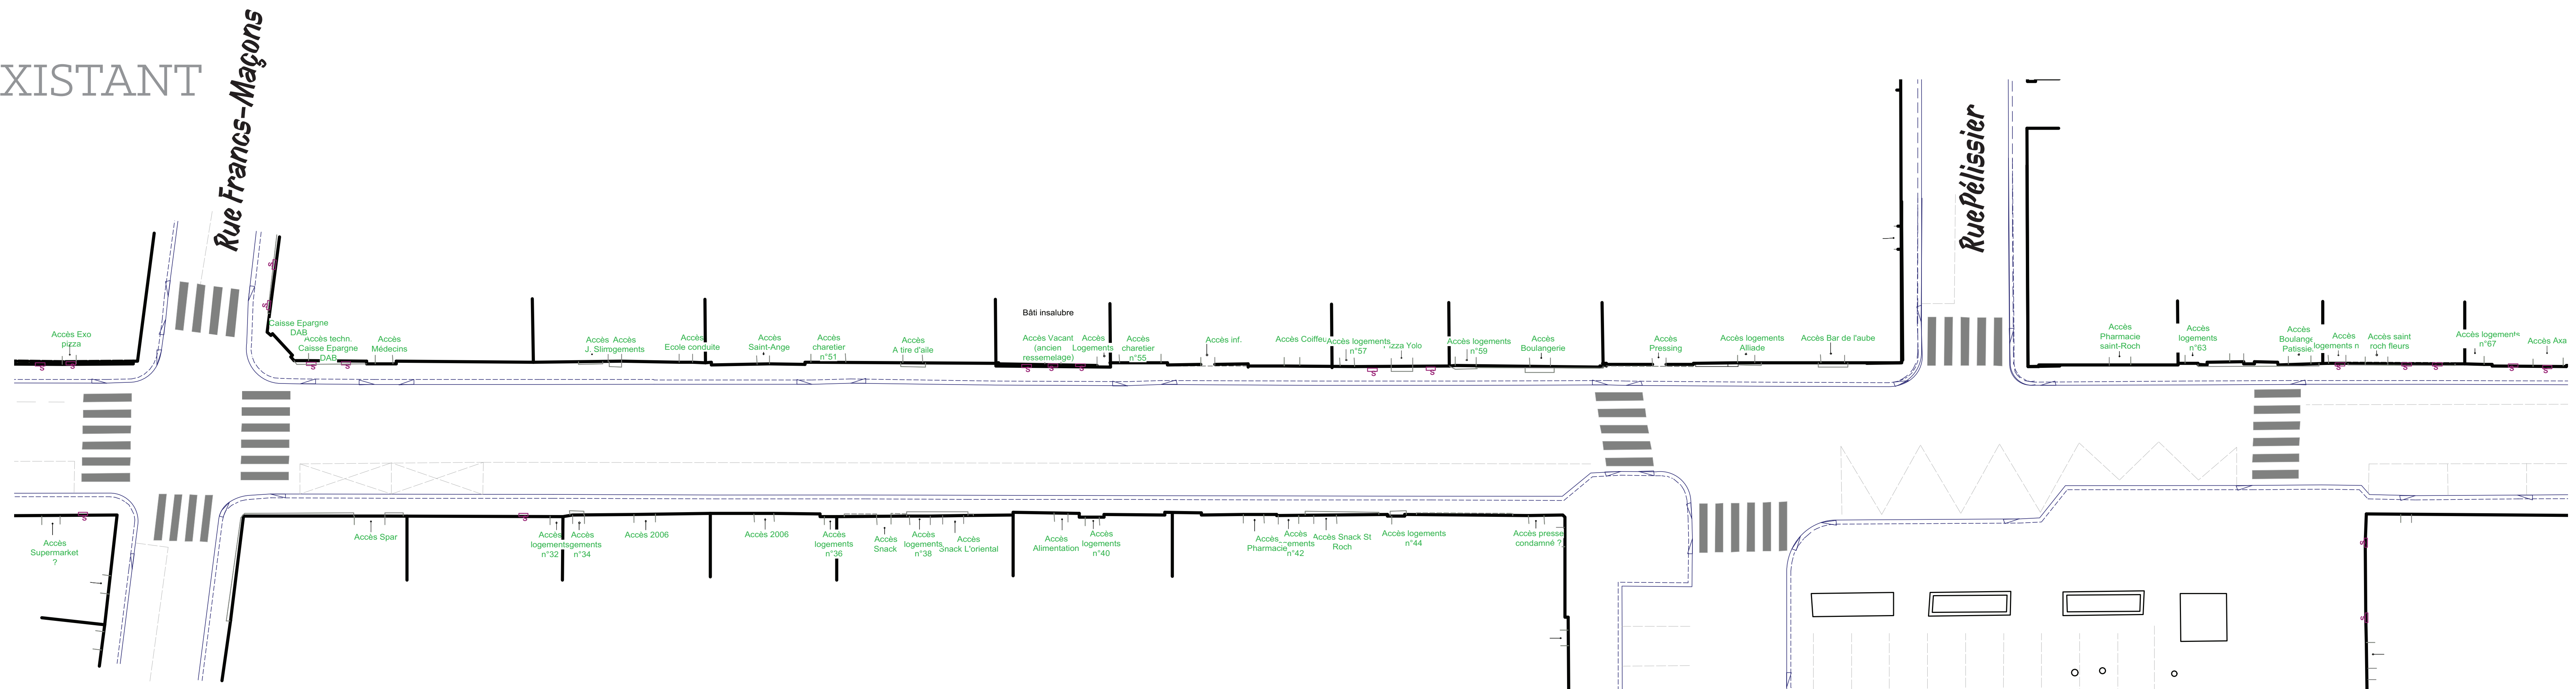 XISTANT
Rue Francs-Maçons
RuePélissier
Accès Exo
pizza
Caisse Epargne
DAB
Accès techn.
Caisse Epargne
DAB
Accès
Médecins
Accès
J. Slim
Accès
Accès
Ecole conduite
Accès
Saint-Ange
Accès
charetier
n°51
Accès
A tire d'aile
Bâti insalubre
Accès Vacant
(ancien
ressemelage)
Accès
Logements
Accès
charetier
n°55
Accès inf.
Accès Coiffeu
Accès logements
n°57
zza Yolo
Accès logements
n°59
Accès
Boulangerie
Accès
Pressing
Accès logements
Alliade
Accès Bar de l'aube
Accès
Pharmacie
saint-Roch
Accès
logements
n°63
Accès
Boulange
Patissie
Accès
logements n
Accès saint
roch fleurs
Accès logements
n°67
Accès Axa
Accès
Supermarket
?
Accès Spar
Accès
logements
n°32
Accès
gements
n°34
Accès 2006
Accès 2006
Accès
logements
n°36
Accès
Snack
Accès
logements
n°38
Accès
Snack L'oriental
Accès
Alimentation
Accès
logements
n°40
Accès
Pharmacie
Accès
ements
n°42
Accès Snack St
Roch
Accès logements
n°44
Accès presse
condamné ?